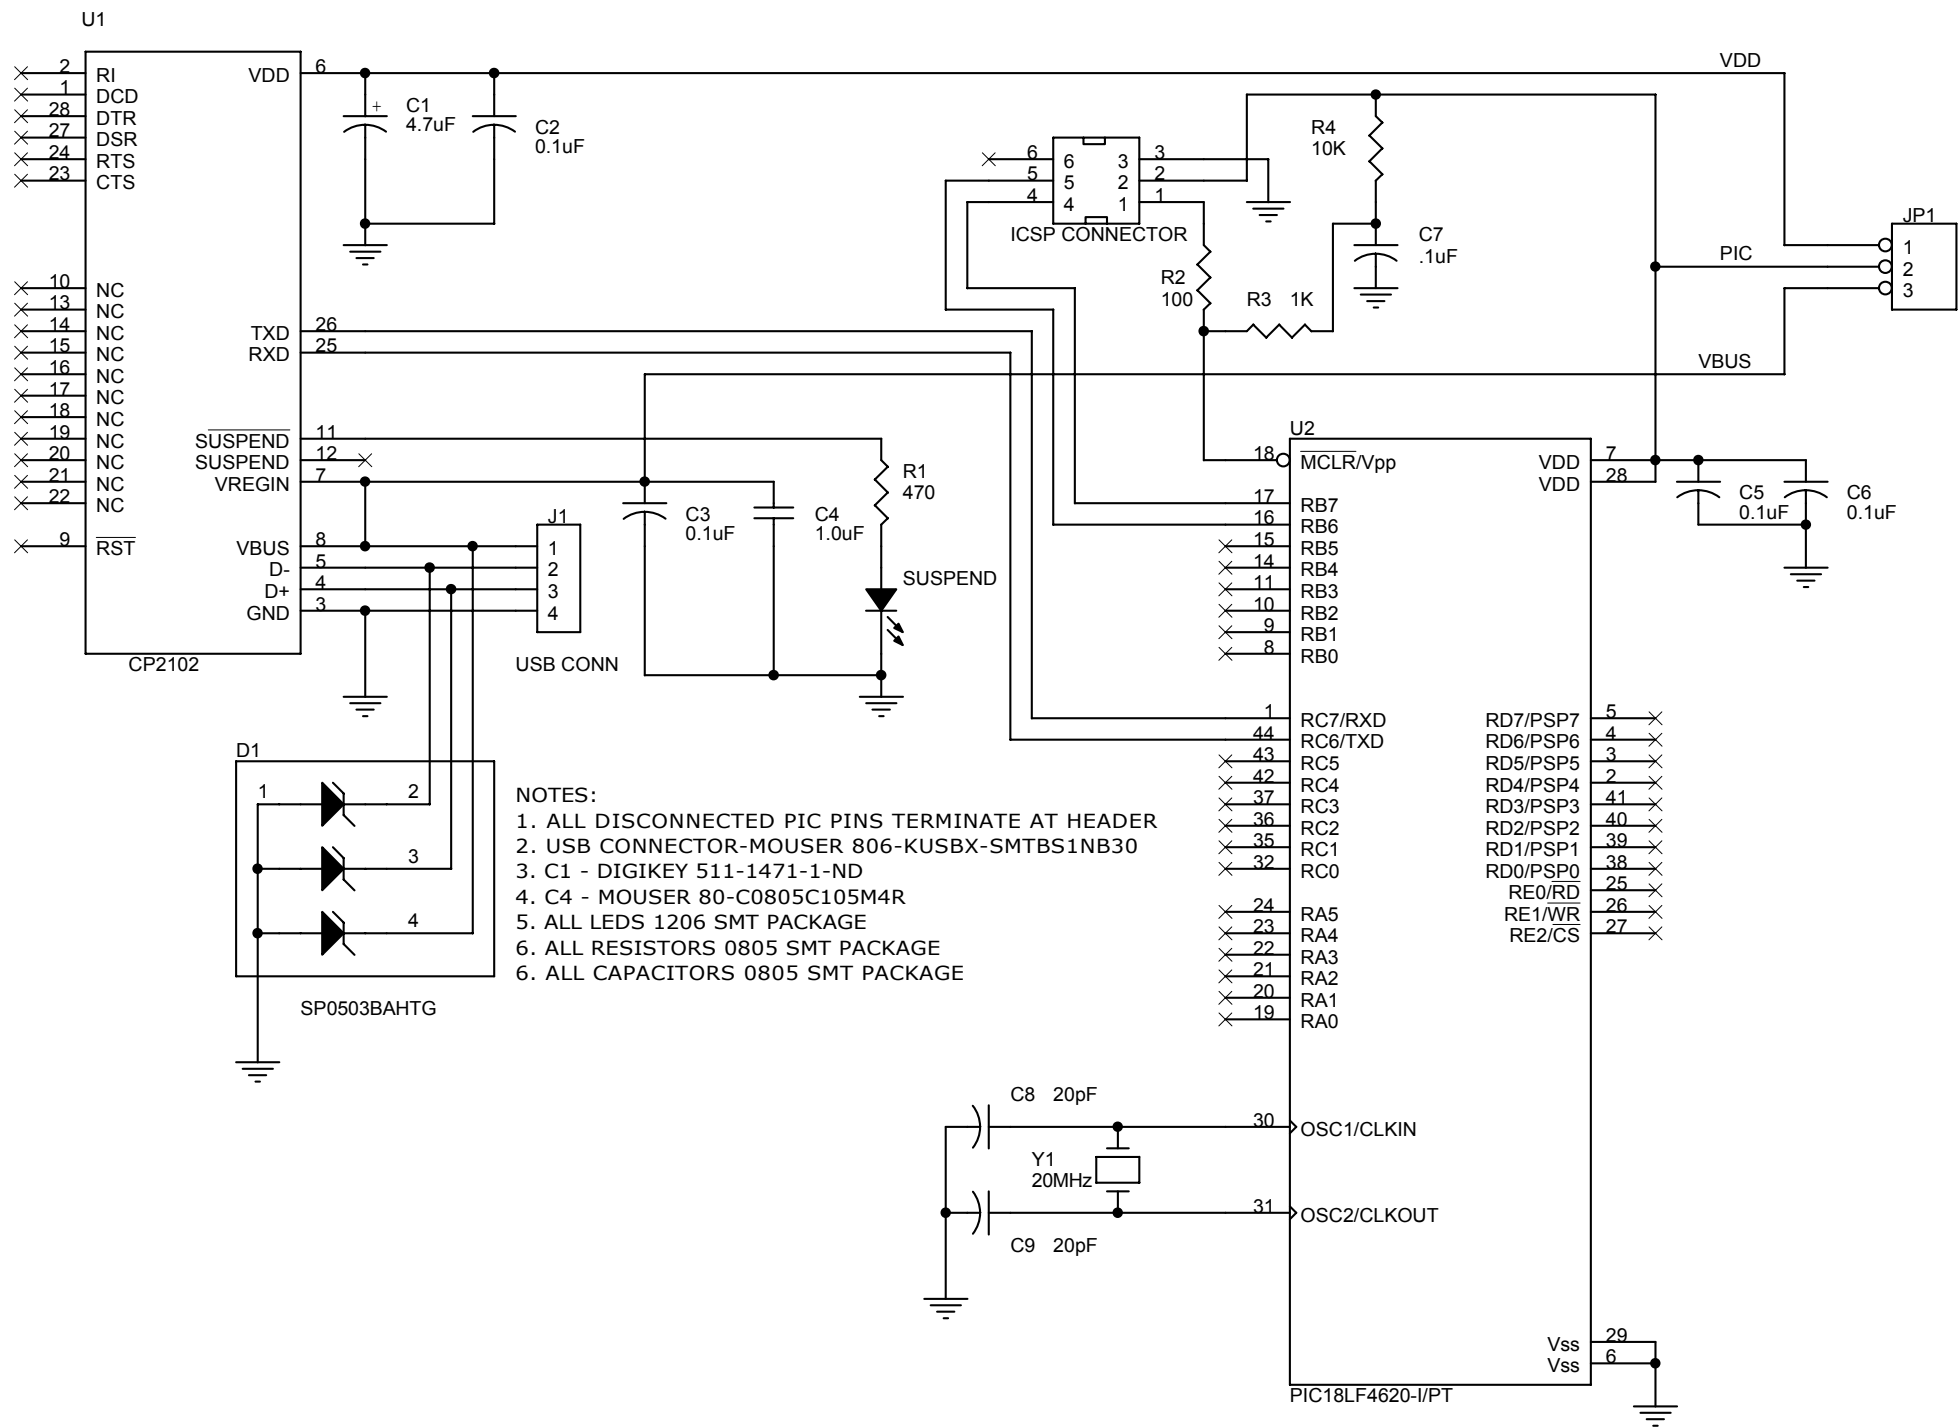 U1
2 RI
1 DCD
28 DTR
27 DSR
24 RTS
23 CTS
10 NC
13 NC
14 NC
15 NC
16 NC
17 NC
18 NC
19 NC
20 NC
21 NC
22 NC
9 RST
VDD 6
TXD 26
RXD 25
SUSPEND 11
SUSPEND 12
VREGIN 7
VBUS 8
D- 5
D+ 4
GND 3
CP2102
+ C1
4.7uF
C2
0.1uF
J1
1
2
3
4
USB CONN
C3
0.1uF
C4
1.0uF
R1
470
SUSPEND
D1
1 2
3
4
SP0503BAHTG
NOTES:
1. ALL DISCONNECTED PIC PINS TERMINATE AT HEADER
2. USB CONNECTOR-MOUSER 806-KUSBX-SMTBS1NB30
3. C1 - DIGIKEY 511-1471-1-ND
4. C4 - MOUSER 80-C0805C105M4R
5. ALL LEDS 1206 SMT PACKAGE
6. ALL RESISTORS 0805 SMT PACKAGE
6. ALL CAPACITORS 0805 SMT PACKAGE
6 6 3 3
5 5 2 2
4 4 1 1
ICSP CONNECTOR
R2
100
R3 1K
R4
10K
C7
.1uF
VDD
PIC
VBUS
JP1
1
2
3
U2
18 MCLR/Vpp
17 RB7
16 RB6
15 RB5
14 RB4
11 RB3
10 RB2
9 RB1
8 RB0
1 RC7/RXD
44 RC6/TXD
43 RC5
42 RC4
37 RC3
36 RC2
35 RC1
32 RC0
24 RA5
23 RA4
22 RA3
21 RA2
20 RA1
19 RA0
30 OSC1/CLKIN
31 OSC2/CLKOUT
VDD 7
VDD 28
C5
0.1uF
C6
0.1uF
RD7/PSP7 5
RD6/PSP6 4
RD5/PSP5 3
RD4/PSP4 2
RD3/PSP3 41
RD2/PSP2 40
RD1/PSP1 39
RD0/PSP0 38
RE0/RD 25
RE1/WR 26
RE2/CS 27
C8 20pF
Y1
20MHz
C9 20pF
Vss 29
Vss 6
PIC18LF4620-I/PT